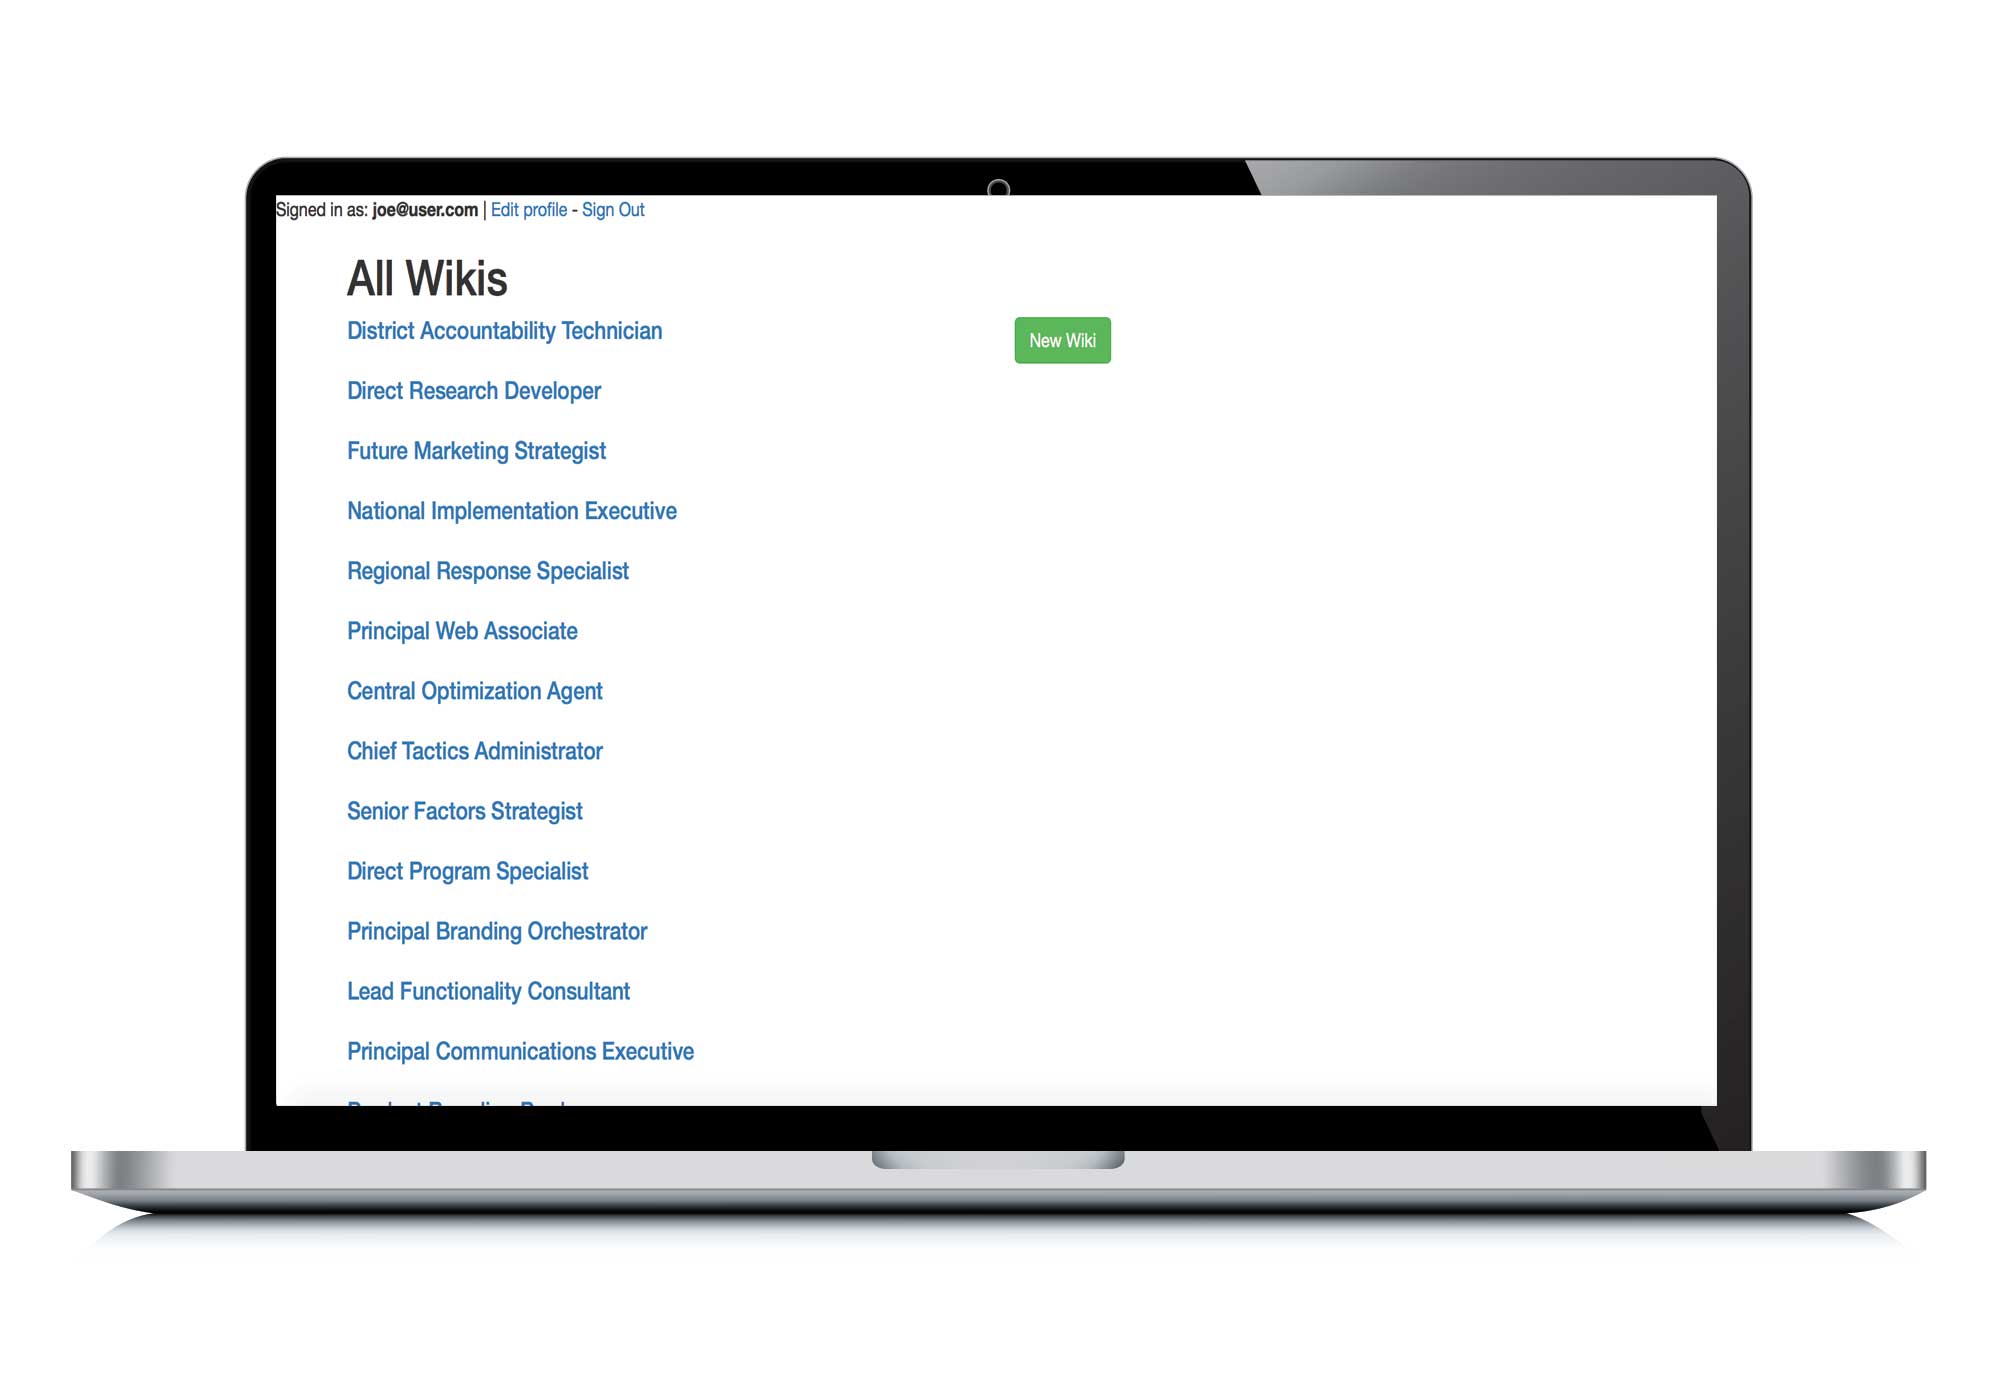 Signed in as: joe@user.com | Edit profile - Sign Out
All Wikis
District Accountability Technician
New Wiki
Direct Research Developer
Future Marketing Strategist
National Implementation Executive
Regional Response Specialist
Principal Web Associate
Central Optimization Agent
Chief Tactics Administrator
Senior Factors Strategist
Direct Program Specialist
Principal Branding Orchestrator
Lead Functionality Consultant
Principal Communications Executive